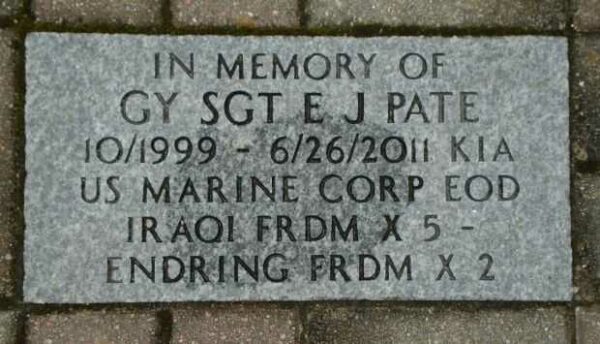 IN MEMORY OF
GY SGT E J PATE
10/1999 - 6/26/2011 KIA
US MARINE CORP EOD
IRAQI FRDM X 5 -
ENDRING FRDM X 2